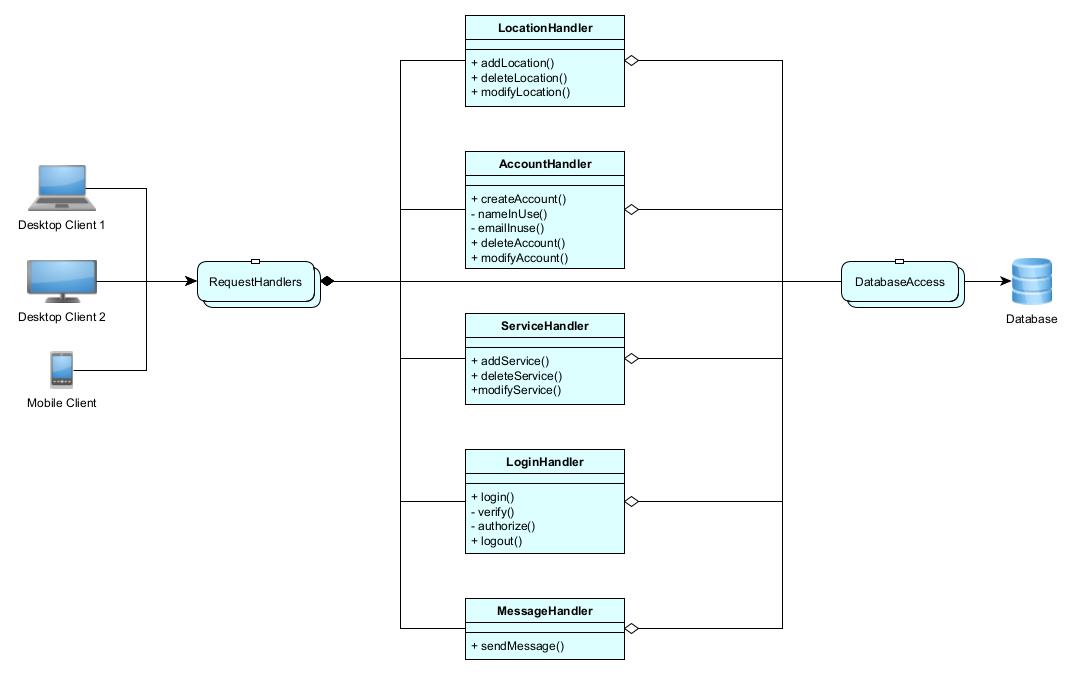 LocationHandler
+ addLocation()
+ deleteLocation()
+ modifyLocation()
AccountHandler
+ createAccount()
- nameInUse()
- emailInuse()
+ deleteAccount()
+ modifyAccount()
Desktop Client 1
RequestHandlers
DatabaseAccess
Desktop Client 2
Database
ServiceHandler
+ addService()
+ deleteService()
+modifyService()
Mobile Client
LoginHandler
+ login()
- verify()
- authorize()
+ logout()
MessageHandler
+ sendMessage()